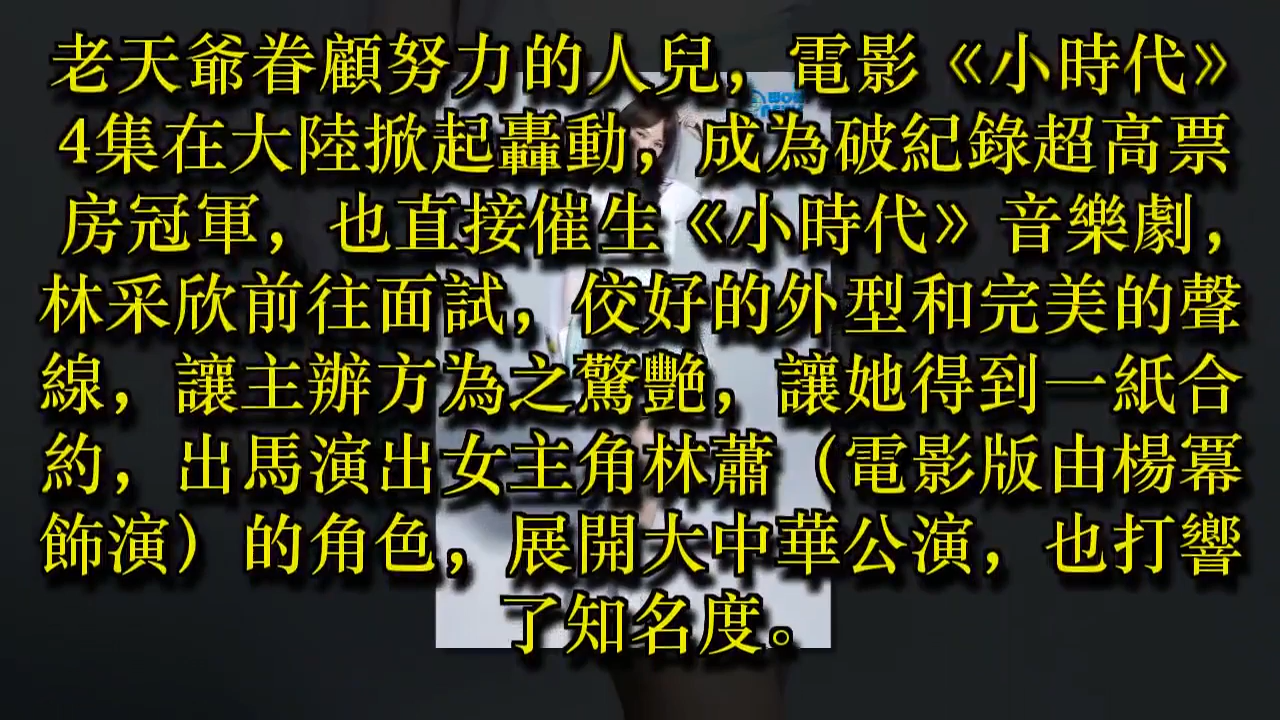 老天爺眷顧努力的人兒，電影《小時代》
4集在大陸掀起轟動，成為破紀錄超高票
房冠軍，也直接催生《小時代》音樂劇，
林采欣前往面試，佼好的外型和完美的聲
線，讓主辦方為之驚艷，讓她得到一紙合
約，出馬演出女主角林蕭（電影版由楊冪
飾演）的角色，展開大中華公演，也打響
了知名度。